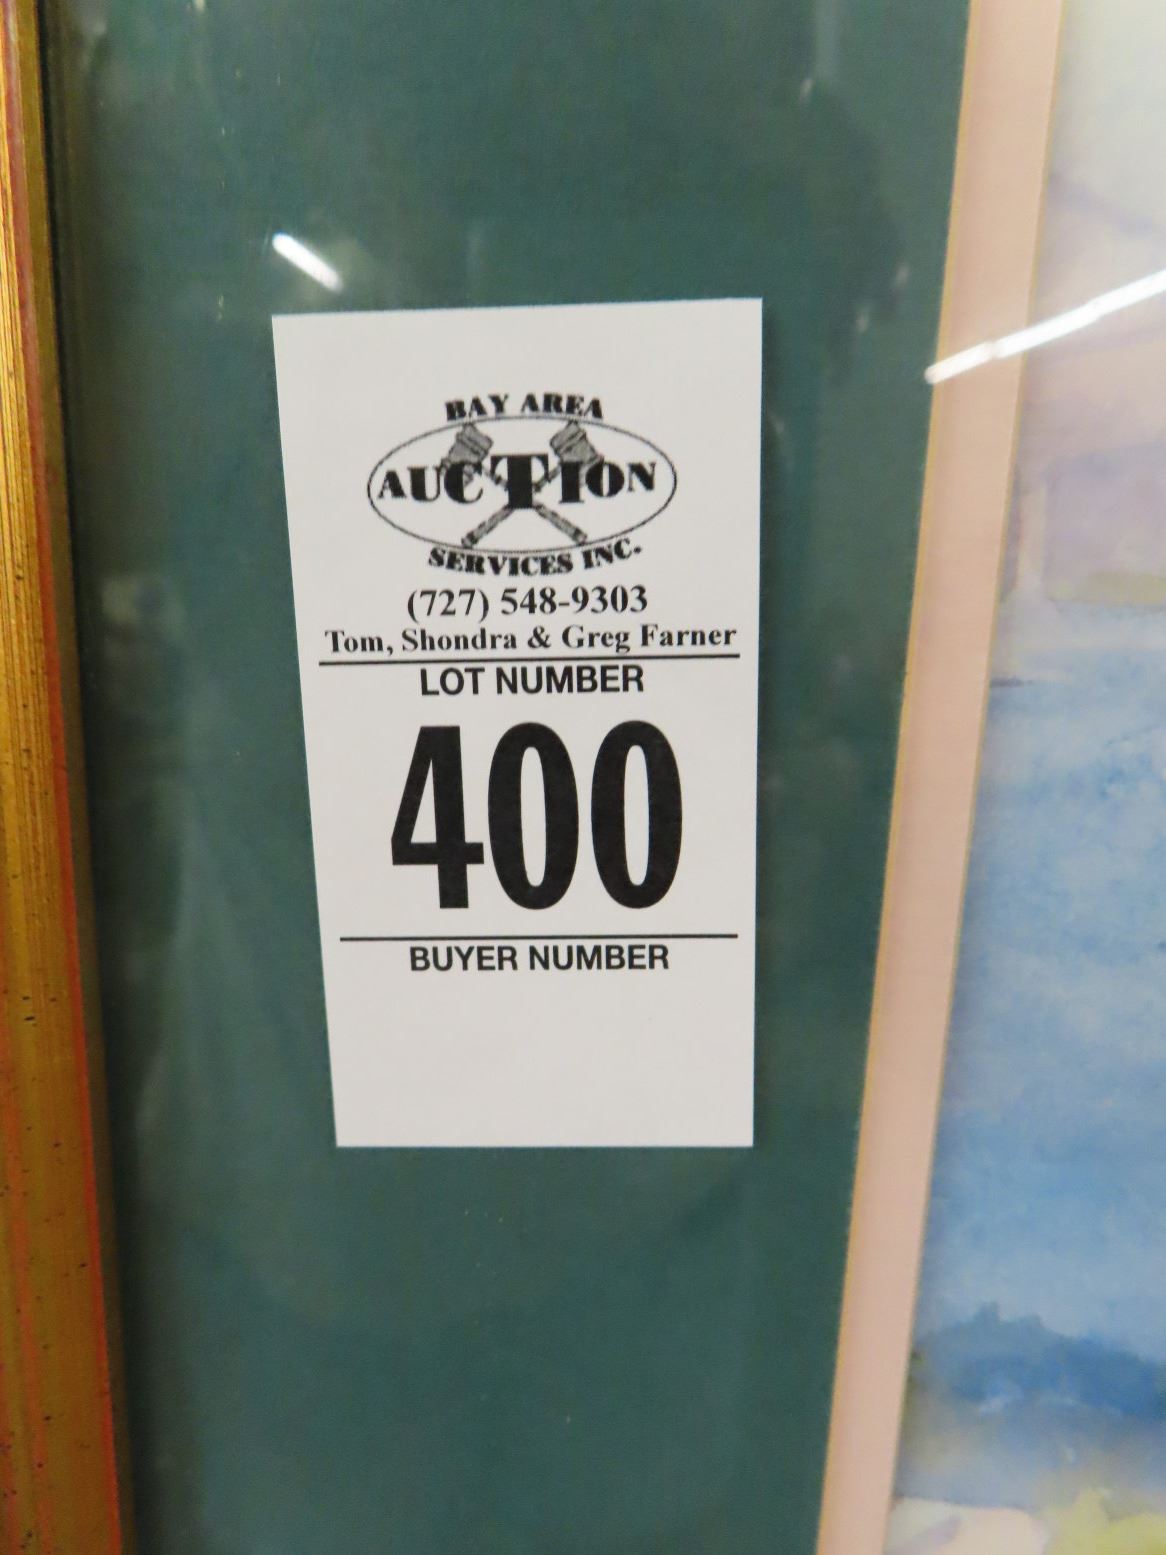 BAY AREA
AUCTION
SERVICES INC.
(727) 548-9303
Tom, Shondra & Greg Farner
LOT NUMBER
400
BUYER NUMBER